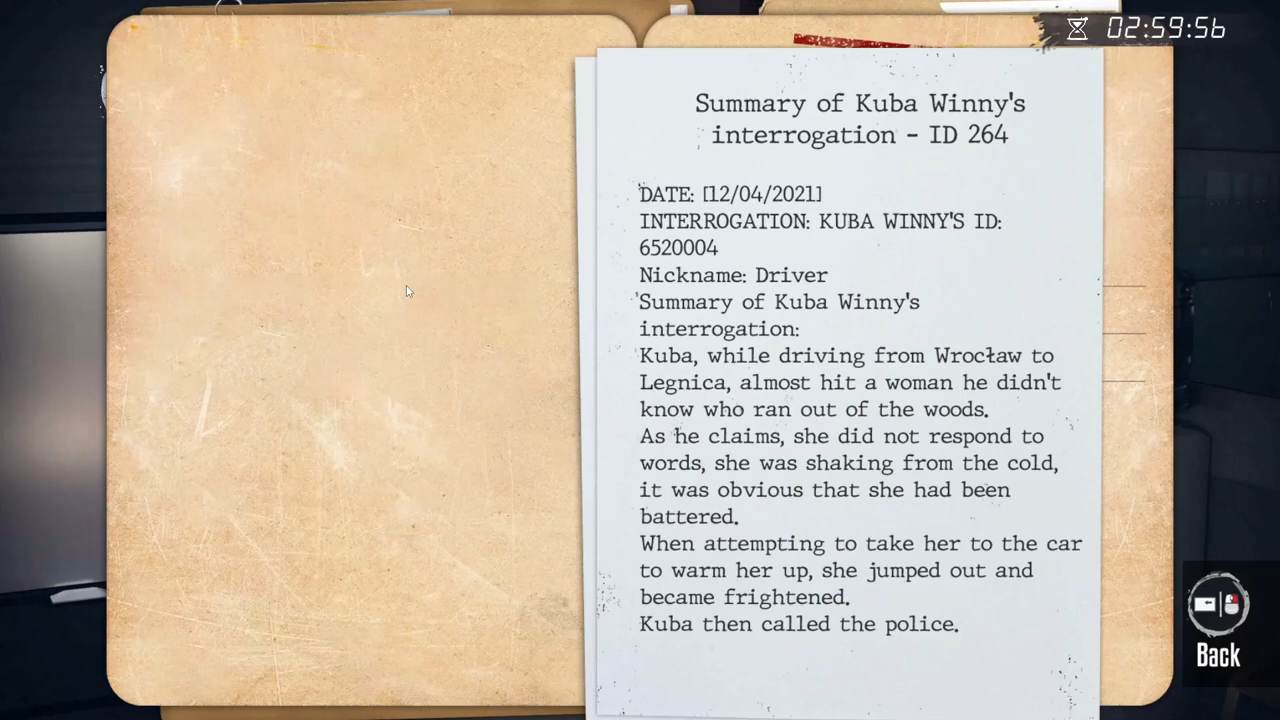 02:59:56
Summary of Kuba Winny's
interrogation - ID 264
DATE: [12/04/2021]
INTERROGATION: KUBA WINNY'S ID:
6520004
Nickname: Driver
Summary of Kuba Winny's
interrogation:
Kuba, while driving from Wrocław to
Legnica, almost hit a woman he didn't
know who ran out of the woods.
As he claims, she did not respond to
words, she was shaking from the cold,
it was obvious that she had been
battered.
When attempting to take her to the car
to warm her up, she jumped out and
became frightened.
Kuba then called the police.
Back